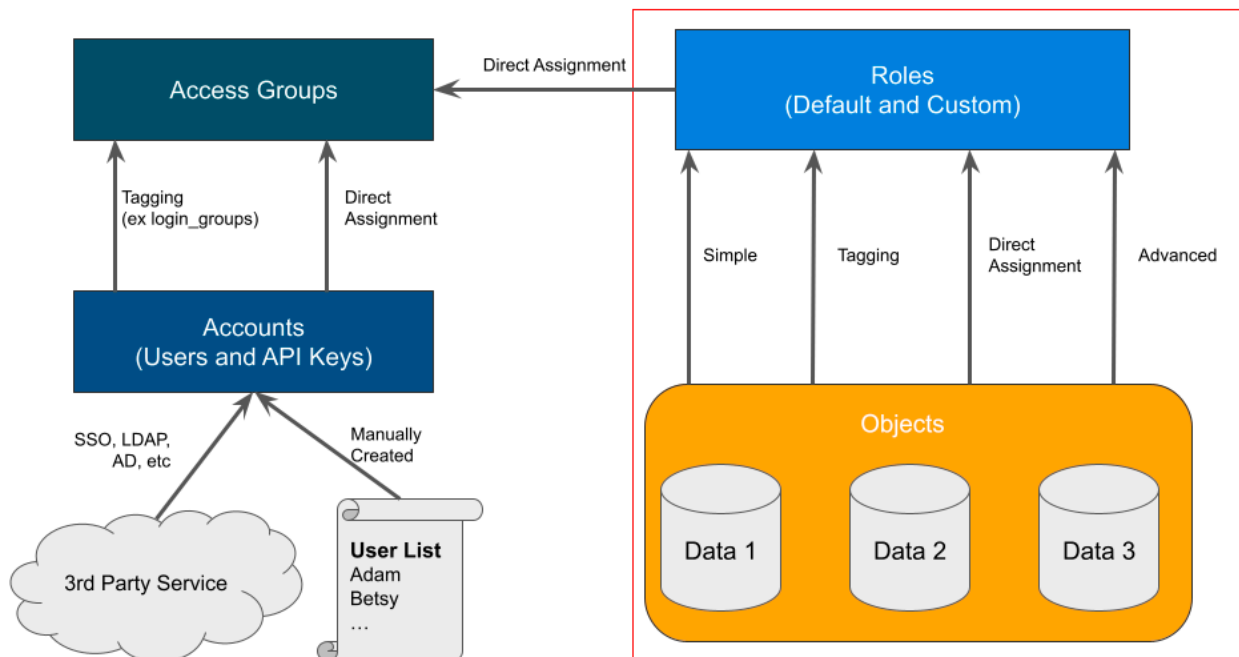 Access Groups
Direct Assignment
Roles
(Default and Custom)
Tagging
(ex login_groups)
Direct
Assignment
Simple
Tagging
Direct
Assignment
Advanced
Accounts
(Users and API Keys)
Objects
SSO, LDAP,
AD, etc
Manually
Created
3rd Party Service
User List
Adam
Betsy
…
Data 1
Data 2
Data 3